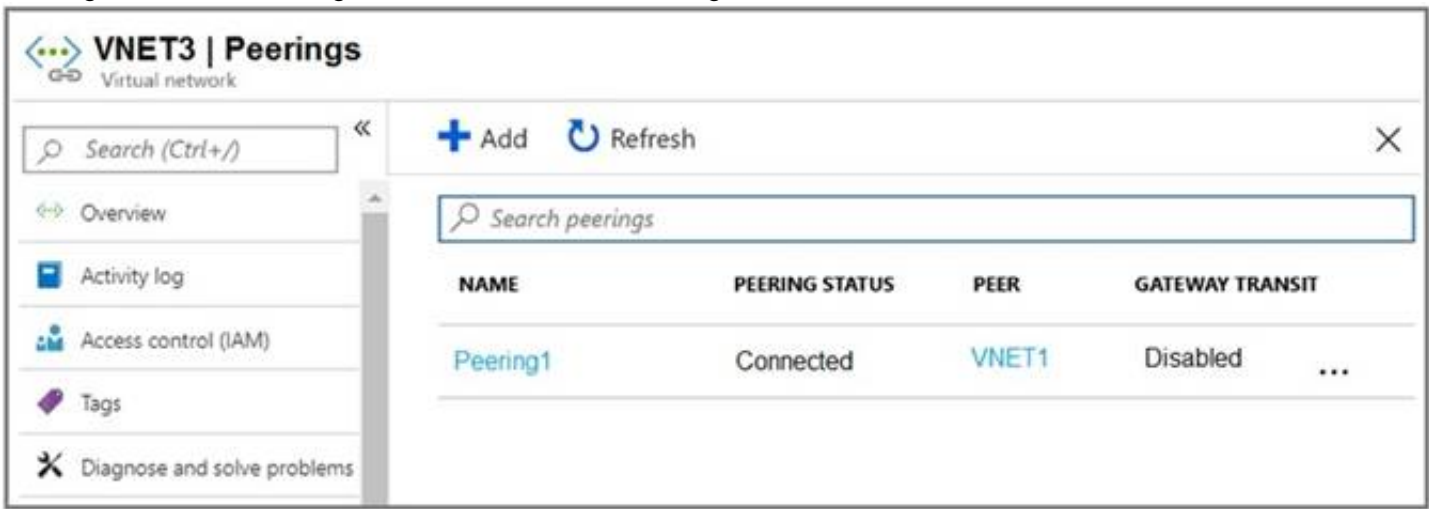 VNET3 | Peerings
Virtual network
Search (Ctrl+/)
«
Add
Refresh
Overview
Activity log
Access control (IAM)
Tags
Diagnose and solve problems
Search peerings
NAME PEERING STATUS PEER GATEWAY TRANSIT
Peering1 Connected VNET1 Disabled ...